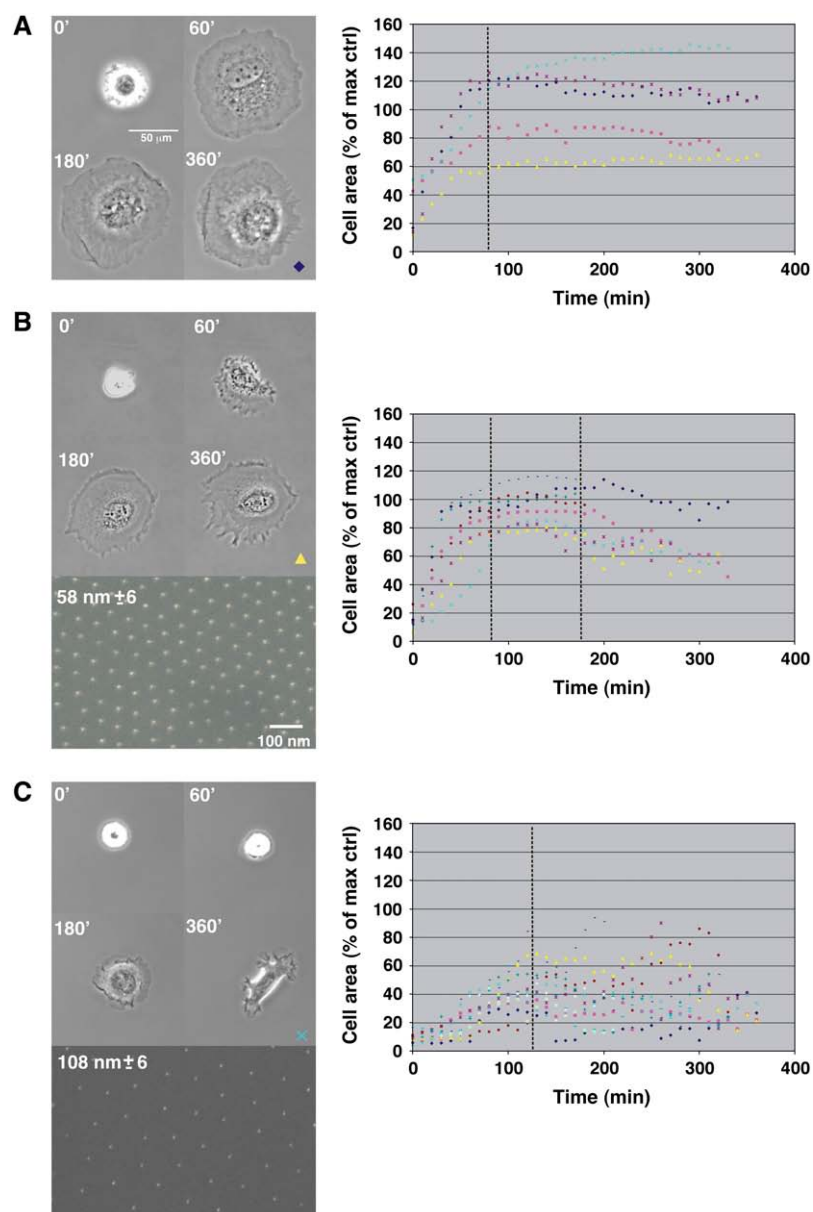 A
0’
60’
50 μm
180’
360’
Cell area (% of max ctrl)
160
140
120
100
80
60
40
20
0
0 100 200 300 400
Time (min)
B
0’
60’
180’
360’
58 nm ±6
100 nm
Cell area (% of max ctrl)
160
140
120
100
80
60
40
20
0
0 100 200 300 400
Time (min)
C
0’
60’
180’
360’
108 nm ±6
Cell area (% of max ctrl)
160
140
120
100
80
60
40
20
0
0 100 200 300 400
Time (min)